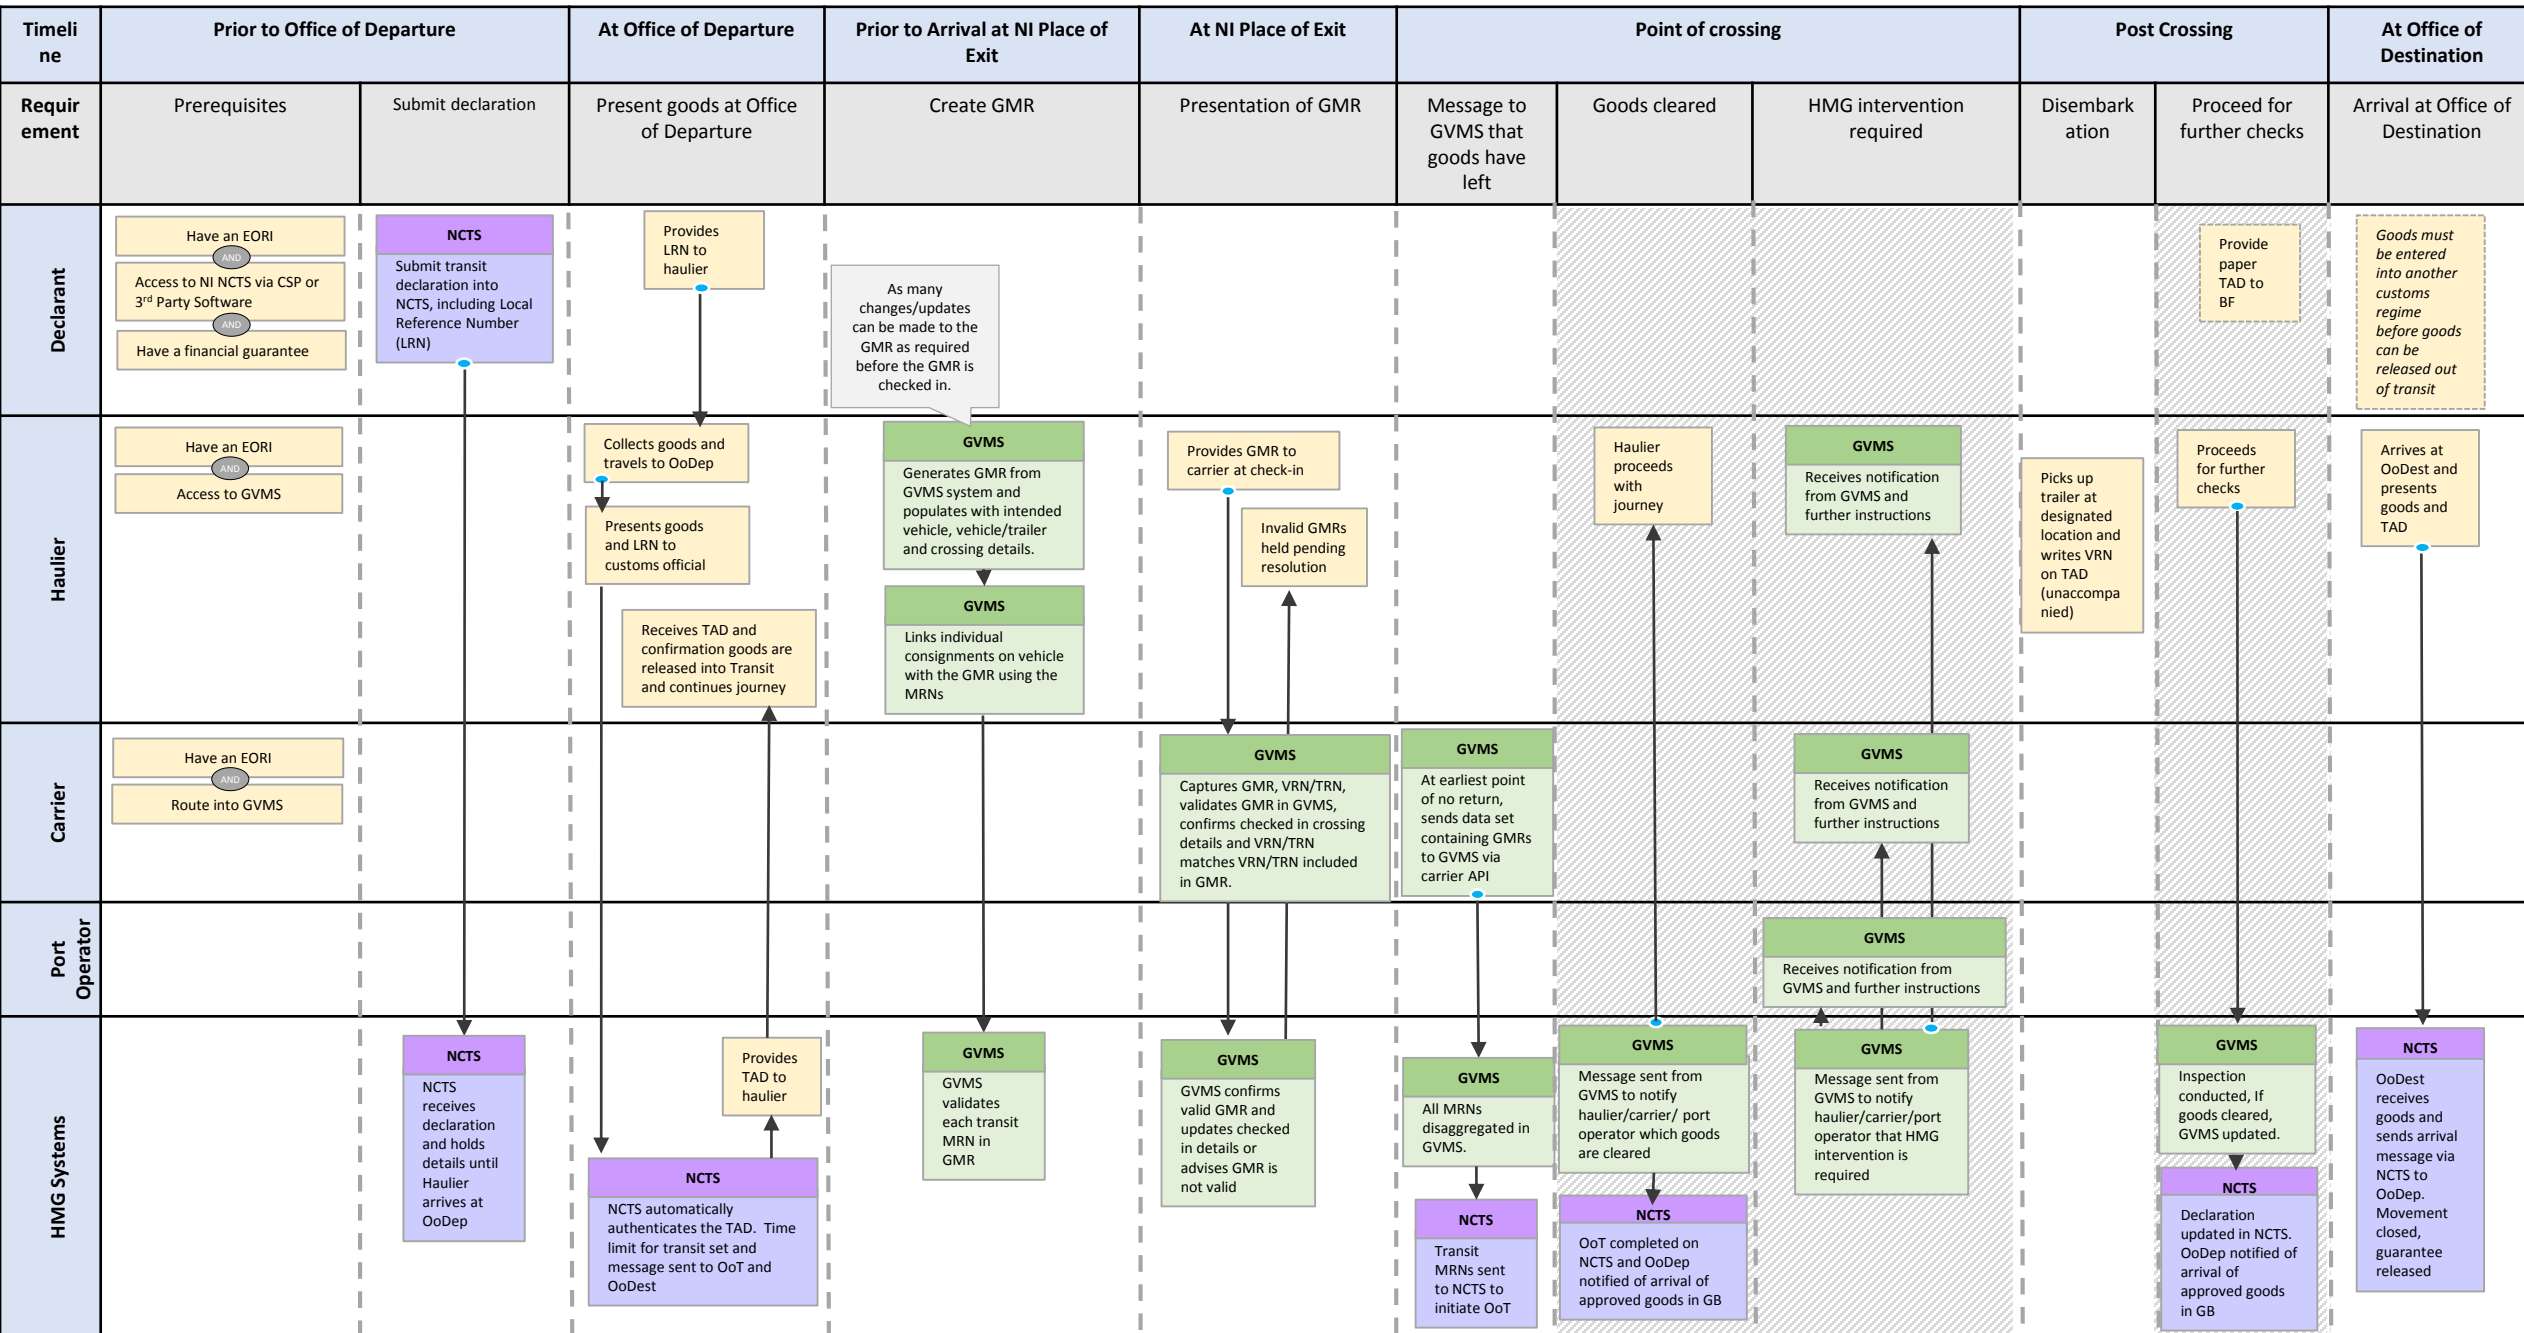 Timeli
ne
Prior to Office of Departure
At Office of Departure
Prior to Arrival at NI Place of
Exit
At NI Place of Exit
Point of crossing
Post Crossing
At Office of
Destination
Requir
ement
Prerequisites
Submit declaration
Present goods at Office
of Departure
Create GMR
Presentation of GMR
Message to
GVMS that
goods have
left
Goods cleared
HMG intervention
required
Disembark
ation
Proceed for
further checks
Arrival at Office of
Destination
Declarant
Have an EORI
AND
Access to NI NCTS via CSP or
3rd Party Software
AND
Have a financial guarantee
NCTS
Submit transit
declaration into
NCTS, including Local
Reference Number
(LRN)
Provides
LRN to
haulier
As many
changes/updates
can be made to the
GMR as required
before the GMR is
checked in.
Provide
paper
TAD to
BF
Goods must
be entered
into another
customs
regime
before goods
can be
released out
of transit
Haulier
Have an EORI
AND
Access to GVMS
Collects goods and
travels to OoDep
Presents goods
and LRN to
customs official
Receives TAD and
confirmation goods are
released into Transit
and continues journey
GVMS
Generates GMR from
GVMS system and
populates with intended
vehicle, vehicle/trailer
and crossing details.
GVMS
Links individual
consignments on vehicle
with the GMR using the
MRNs
Provides GMR to
carrier at check-in
Invalid GMRs
held pending
resolution
Haulier
proceeds
with
journey
GVMS
Receives notification
from GVMS and
further instructions
Picks up
trailer at
designated
location and
writes VRN
on TAD
(unaccompa
nied)
Proceeds
for further
checks
Arrives at
OoDest and
presents
goods and
TAD
Carrier
Have an EORI
AND
Route into GVMS
GVMS
Captures GMR, VRN/TRN,
validates GMR in GVMS,
confirms checked in crossing
details and VRN/TRN
matches VRN/TRN included
in GMR.
GVMS
At earliest point
of no return,
sends data set
containing GMRs
to GVMS via
carrier API
GVMS
Receives notification
from GVMS and
further instructions
Port
Operator
GVMS
Receives notification from
GVMS and further instructions
HMG Systems
NCTS
NCTS
receives
declaration
and holds
details until
Haulier
arrives at
OoDep
Provides
TAD to
haulier
NCTS
NCTS automatically
authenticates the TAD.  Time
limit for transit set and
message sent to OoT and
OoDest
GVMS
GVMS
validates
each transit
MRN in
GMR
GVMS
GVMS confirms
valid GMR and
updates checked
in details or
advises GMR is
not valid
GVMS
All MRNs
disaggregated in
GVMS.
NCTS
Transit
MRNs sent
to NCTS to
initiate OoT
GVMS
Message sent from
GVMS to notify
haulier/carrier/ port
operator which goods
are cleared
NCTS
OoT completed on
NCTS and OoDep
notified of arrival of
approved goods in GB
GVMS
Message sent from
GVMS to notify
haulier/carrier/port
operator that HMG
intervention is
required
GVMS
Inspection
conducted, If
goods cleared,
GVMS updated.
NCTS
Declaration
updated in NCTS.
OoDep notified of
arrival of
approved goods
in GB
NCTS
OoDest
receives
goods and
sends arrival
message via
NCTS to
OoDep.
Movement
closed,
guarantee
released